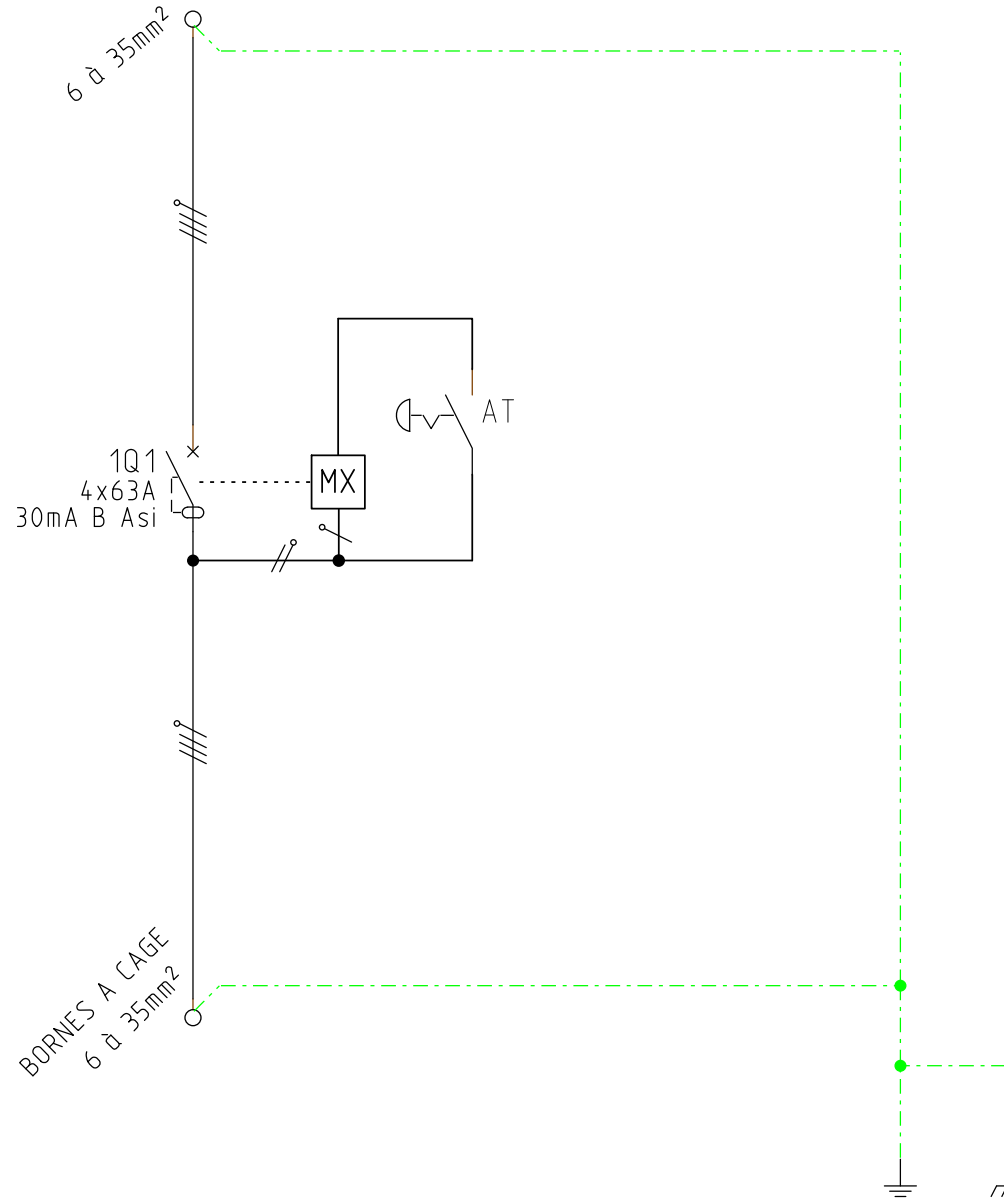 6 à 35mm²
AT
1Q1
MX
4x63A
30mA B Asi
BORNES A CAGE
6 à 35mm²